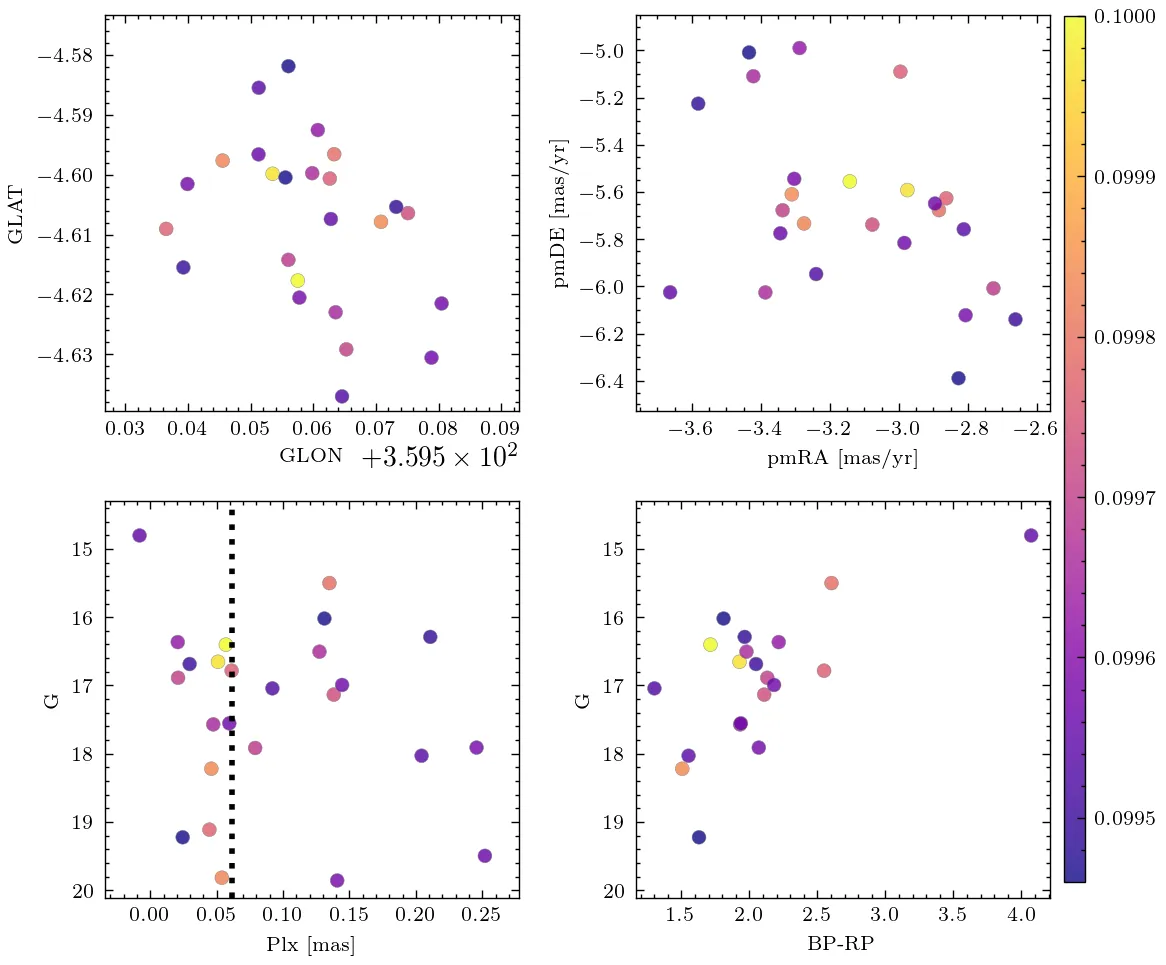 −4.58
−4.59
−4.60
−4.61
−4.62
−4.63
GLAT
0.03 0.04 0.05 0.06 0.07 0.08 0.09
GLON +3.595 × 10²
−5.0
−5.2
−5.4
−5.6
−5.8
−6.0
−6.2
−6.4
pmDE [mas/yr]
−3.6 −3.4 −3.2 −3.0 −2.8 −2.6
pmRA [mas/yr]
0.1000
0.0999
0.0998
0.0997
0.0996
0.0995
15
16
17
18
19
20
G
0.00 0.05 0.10 0.15 0.20 0.25
Plx [mas]
15
16
17
18
19
20
G
1.5 2.0 2.5 3.0 3.5 4.0
BP-RP